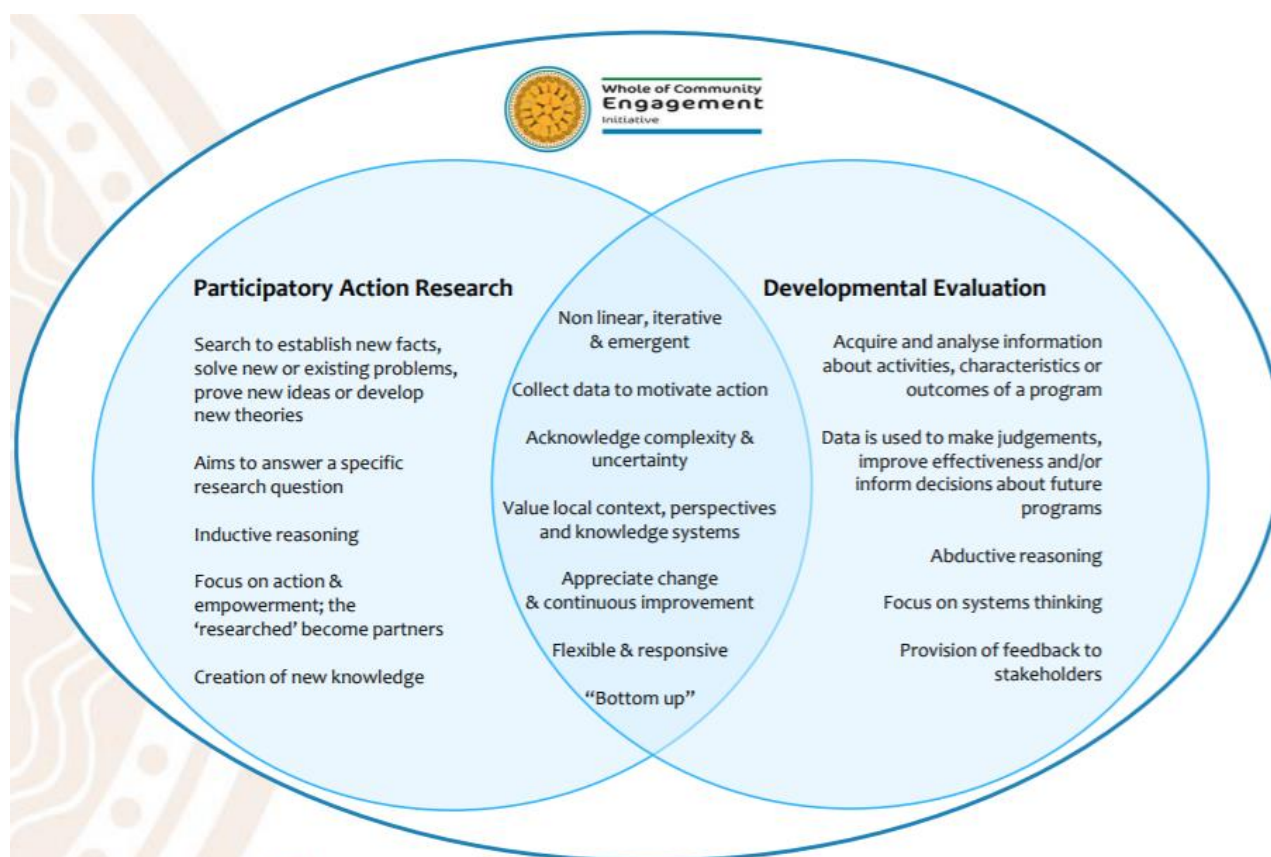 Whole of Community
Engagement
Initiative
Participatory Action Research
Search to establish new facts,
solve new or existing problems,
prove new ideas or develop
new theories
Aims to answer a specific
research question
Inductive reasoning
Focus on action &
empowerment; the
‘researched’ become partners
Creation of new knowledge
Non linear, iterative
& emergent
Collect data to motivate action
Acknowledge complexity &
uncertainty
Value local context, perspectives
and knowledge systems
Appreciate change
& continuous improvement
Flexible & responsive
“Bottom up”
Developmental Evaluation
Acquire and analyse information
about activities, characteristics or
outcomes of a program
Data is used to make judgements,
improve effectiveness and/or
inform decisions about future
programs
Abductive reasoning
Focus on systems thinking
Provision of feedback to
stakeholders